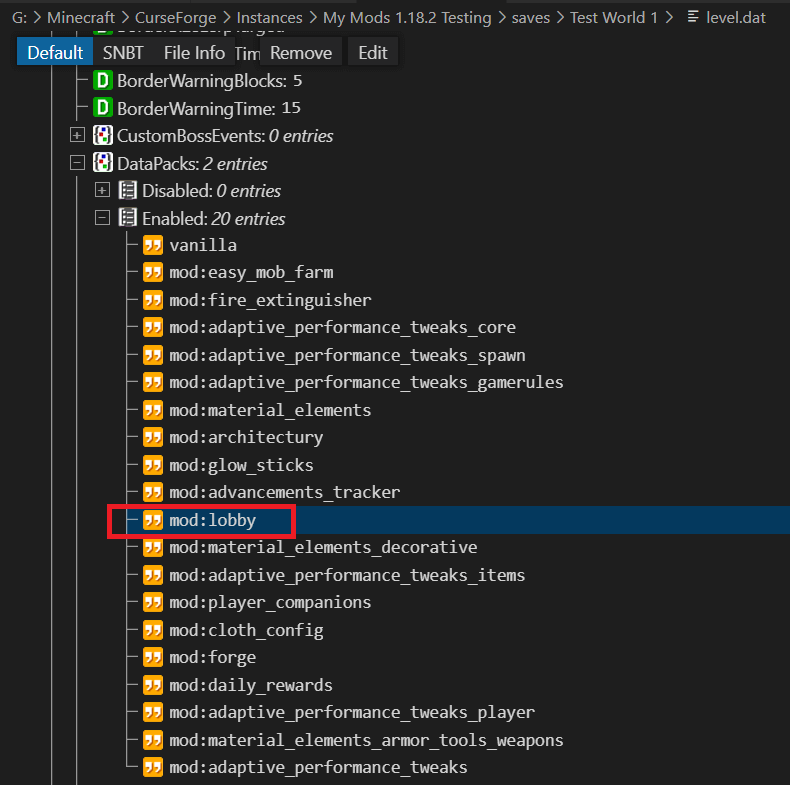 G: > Minecraft > CurseForge > Instances > My Mods 1.18.2 Testing > saves > Test World 1 > level.dat
Default SNBT File Info Tim Remove Edit
BorderWarningBlocks: 5
BorderWarningTime: 15
CustomBossEvents: 0 entries
DataPacks: 2 entries
Disabled: 0 entries
Enabled: 20 entries
vanilla
mod:easy_mob_farm
mod:fire_extinguisher
mod:adaptive_performance_tweaks_core
mod:adaptive_performance_tweaks_spawn
mod:adaptive_performance_tweaks_gamerules
mod:material_elements
mod:architectury
mod:glow_sticks
mod:advancements_tracker
mod:lobby
mod:material_elements_decorative
mod:adaptive_performance_tweaks_items
mod:player_companions
mod:cloth_config
mod:forge
mod:daily_rewards
mod:adaptive_performance_tweaks_player
mod:material_elements_armor_tools_weapons
mod:adaptive_performance_tweaks